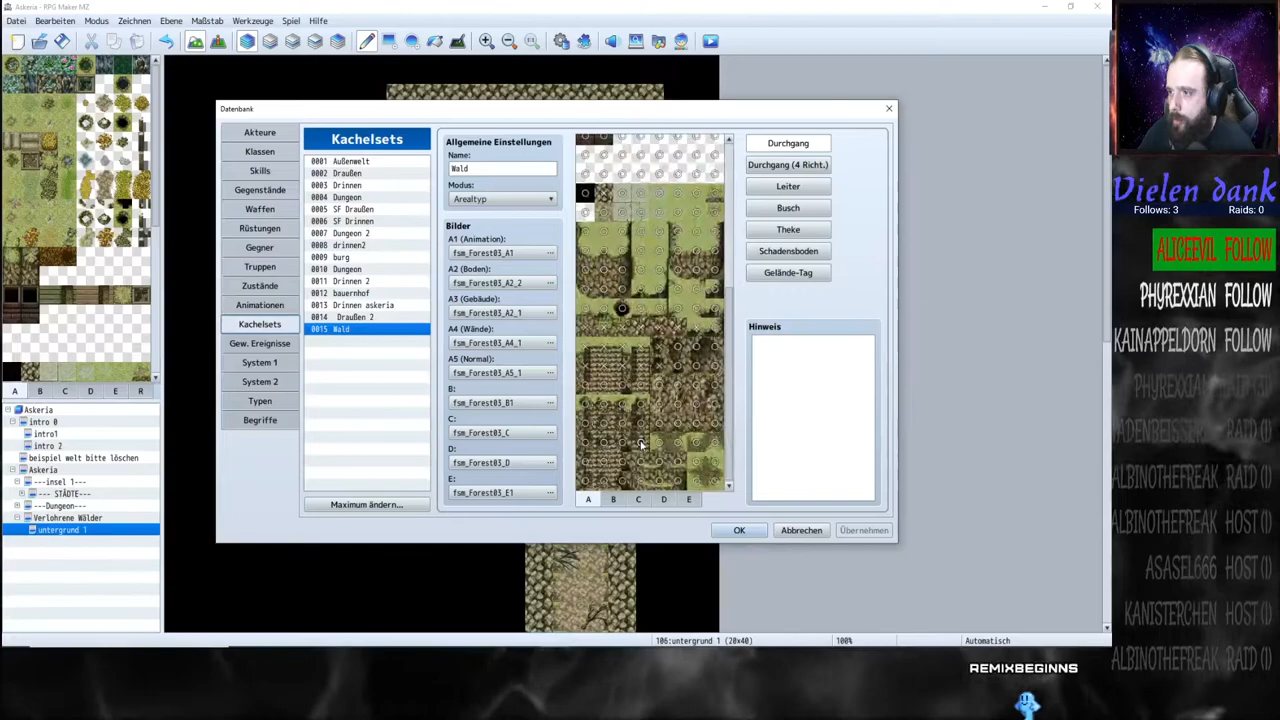 Askeria - RPG Maker MZ
Datei Bearbeiten Modus Zeichnen Ebene Maßstab Werkzeuge Spiel Hilfe
Datenbank
Akteure
Klassen
Skills
Gegenstände
Waffen
Rüstungen
Gegner
Truppen
Zustände
Animationen
Kachelsets
Gew. Ereignisse
System 1
System 2
Typen
Begriffe
Kachelsets
0001 Außenwelt
0002 Draußen
0003 Drinnen
0004 Dungeon
0005 SF Draußen
0006 SF Drinnen
0007 Dungeon 2
0008 drinnen2
0009 burg
0010 Dungeon
0011 Drinnen 2
0012 bauernhof
0013 Drinnen askeria
0014 Draußen 2
0015 Wald
Maximum ändern...
Allgemeine Einstellungen
Name:
Wald
Modus:
Arealtyp
Bilder
A1 (Animation):
fsm_Forest03_A1 ...
A2 (Boden):
fsm_Forest03_A2_2 ...
A3 (Gebäude):
fsm_Forest03_A2_1 ...
A4 (Wände):
fsm_Forest03_A4_1 ...
A5 (Normal):
fsm_Forest03_A5_1 ...
B:
fsm_Forest03_B1 ...
C:
fsm_Forest03_C ...
D:
fsm_Forest03_D ...
E:
fsm_Forest03_E1 ...
A B C D E
Durchgang
Durchgang (4 Richt.)
Leiter
Busch
Theke
Schadensboden
Gelände-Tag
Hinweis
OK Abbrechen Übernehmen
A B C D E R
Askeria
intro 0
intro1
intro 2
beispiel welt bitte löschen
Askeria
---insel 1---
--- STÄDTE---
---Dungeon---
Verlohrene Wälder
untergrund 1
106:untergrund 1 (20x40) 100% Automatisch
Vielen dank
Follows: 3 Raids: 0
ALICEEVIL FOLLOW
PHYREXXIAN FOLLOW
KAINAPPELDORN FOLLOW
PHYREXXIAN FOLLOW
ALBINOTHEFREAK RAID ()
ASASEL666 HOST ()
KANISTERCHEN HOST ()
ALBINOTHEFREAK HOST ()
ALBINOTHEFREAK RAID ()
REMIXBEGINNS